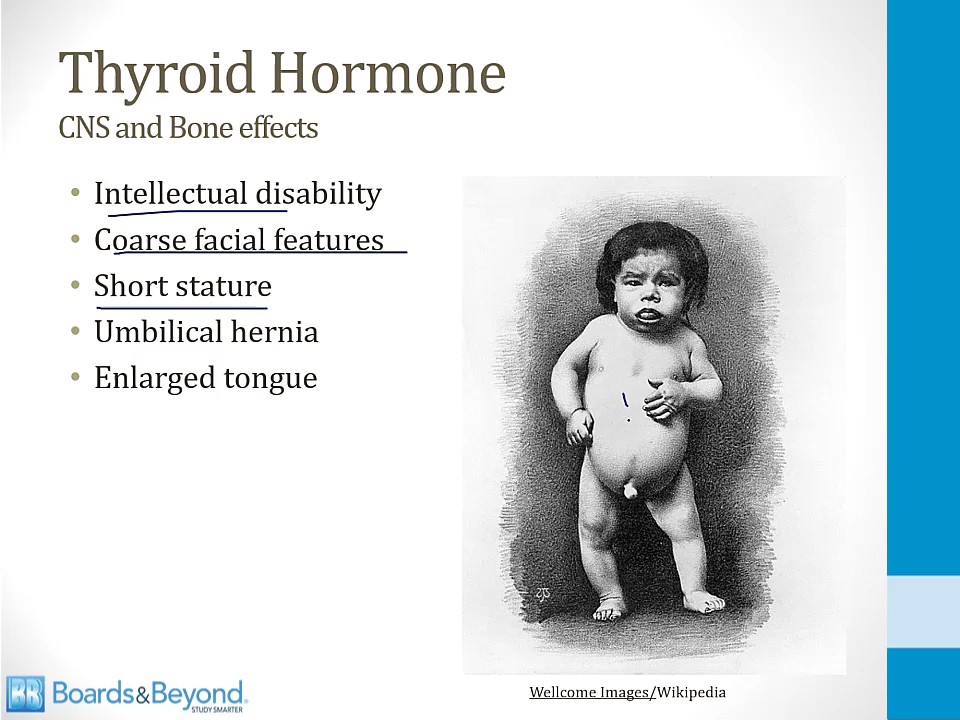 Thyroid Hormone
CNS and Bone effects
• Intellectual disability
• Coarse facial features
• Short stature
• Umbilical hernia
• Enlarged tongue
Wellcome Images/Wikipedia
BB Boards&Beyond.
STUDY SMARTER